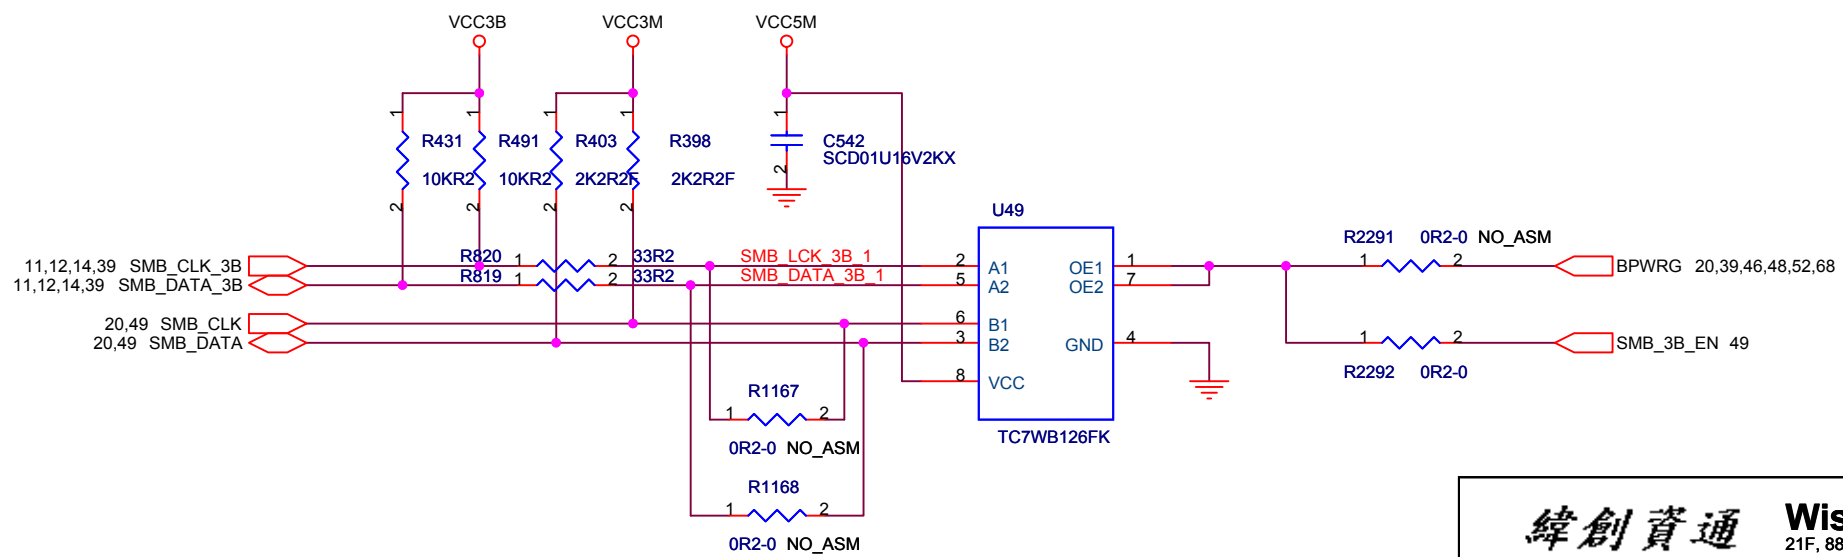 VCC3B VCC3M VCC5M
1 1 1 1 1
R431 R491 R403 R398 C542
SCD01U16V2KX
10KR2 10KR2 2K2R2F 2K2R2F
2 2 2 2 2
U49
11,12,14,39 SMB_CLK_3B R820 1 2 33R2 SMB_LCK_3B_1 2 A1 OE1 1
R2291 0R2-0 NO_ASM
1 2 BPWRG 20,39,46,48,52,68
11,12,14,39 SMB_DATA_3B R819 1 2 33R2 SMB_DATA_3B_1 5 A2 OE2 7
20,49 SMB_CLK 6 B1
20,49 SMB_DATA 3 B2 GND 4 1 2 SMB_3B_EN 49
R2292 0R2-0
8 VCC
R1167
1 2
0R2-0 NO_ASM
TC7WB126FK
R1168
1 2
0R2-0 NO_ASM
緯創資通 Wis
21F, 88